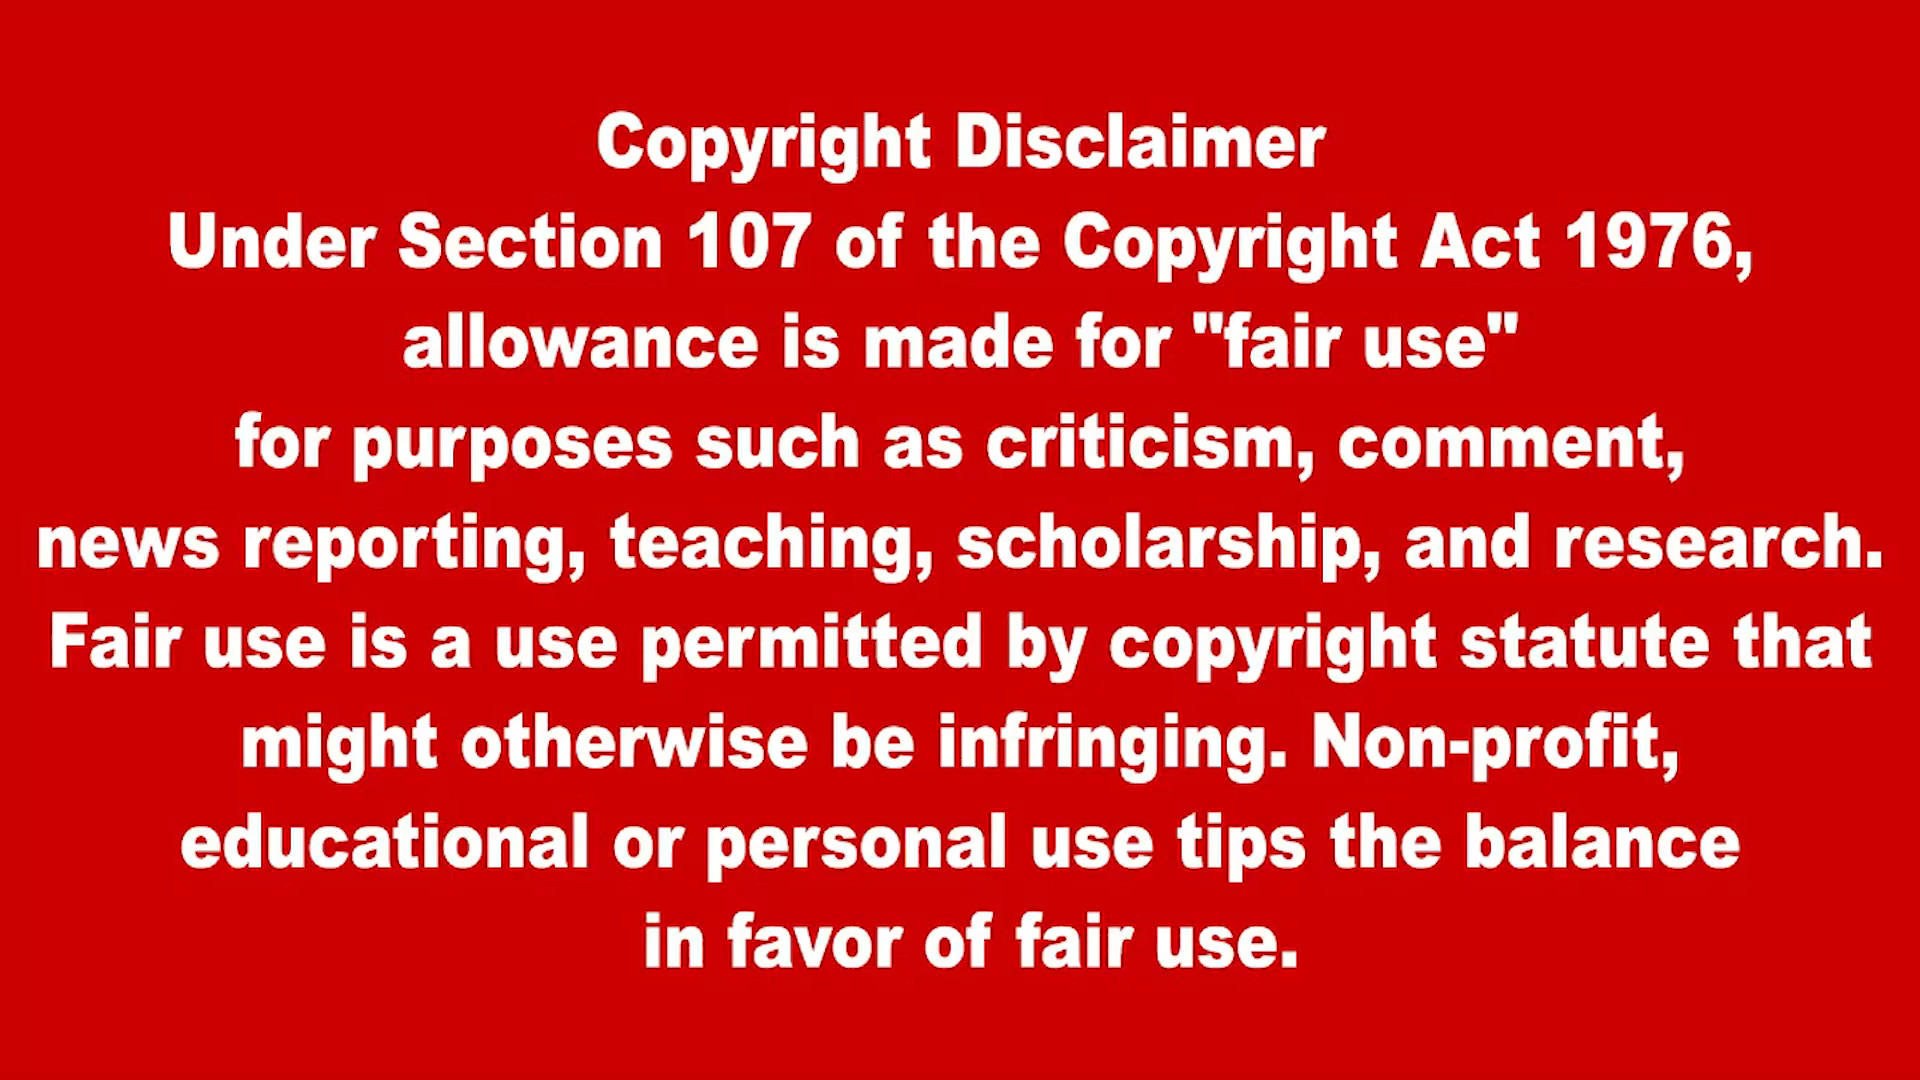 Copyright Disclaimer
Under Section 107 of the Copyright Act 1976,
allowance is made for "fair use"
for purposes such as criticism, comment,
news reporting, teaching, scholarship, and research.
Fair use is a use permitted by copyright statute that
might otherwise be infringing. Non-profit,
educational or personal use tips the balance
in favor of fair use.